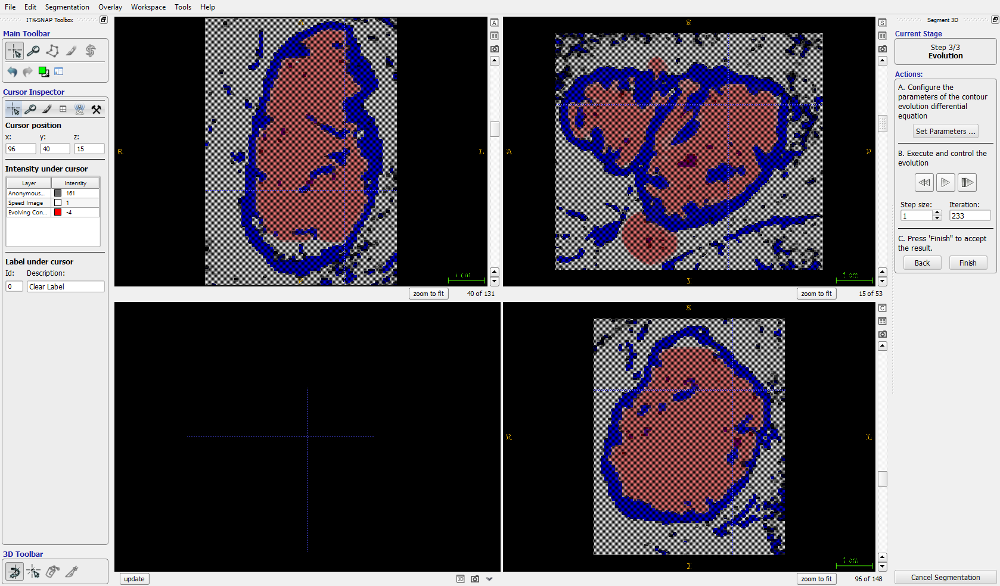 File Edit Segmentation Overlay Workspace Tools Help
ITK-SNAP Toolbox
Main Toolbar
Cursor Inspector
Cursor position
x: y: z:
96 40 15
Intensity under cursor
Layer Intensity
Anonymous... 161
Speed Image 1
Evolving Con... -4
Label under cursor
Id: Description:
0 Clear Label
3D Toolbar
A
R
L
1 cm
A
zoom to fit 40 of 131
S
A
P
I
1 cm
S
zoom to fit 15 of 53
update
3D
S
R
L
I
1 cm
C
zoom to fit 96 of 148
Segment 3D
Current Stage
Step 3/3
Evolution
Actions:
A. Configure the
parameters of the contour
evolution differential
equation
Set Parameters ...
B. Execute and control the
evolution
Step size: Iteration:
1 233
C. Press 'Finish" to accept
the result.
Back Finish
Cancel Segmentation